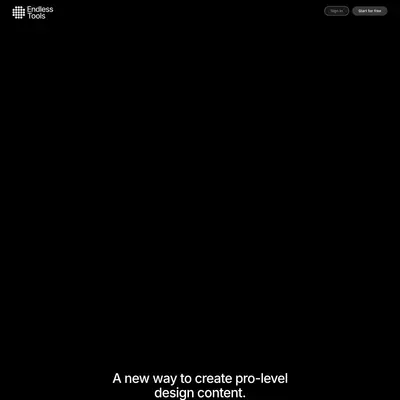 Endless
Tools
Sign in
Start for free
A new way to create pro-level
design content.